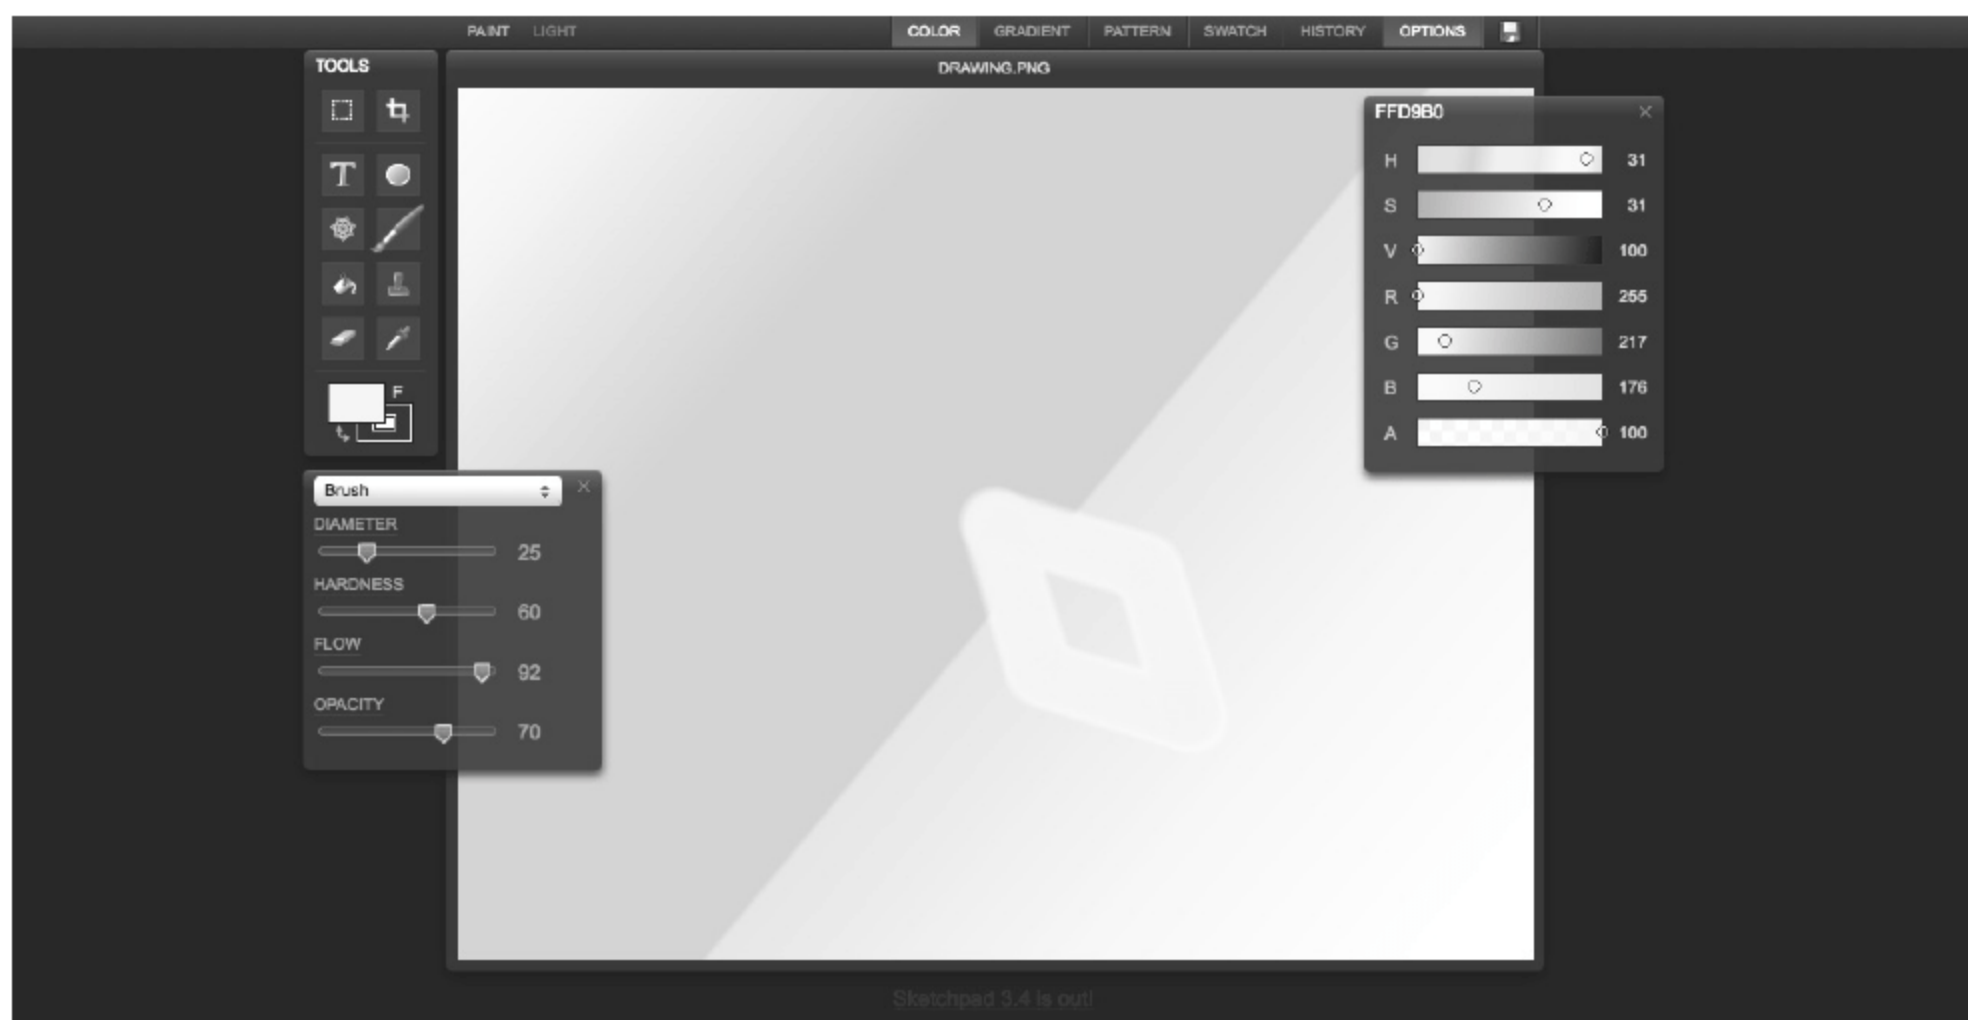 PAINT LIGHT COLOR GRADIENT PATTERN SWATCH HISTORY OPTIONS
TOOLS
DRAWING.PNG
T
F
FFD9B0
H 31
S 31
V 100
R 255
G 217
B 176
A 100
Brush
DIAMETER
25
HARDNESS
60
FLOW
92
OPACITY
70
Sketchpad 3.4 is out!